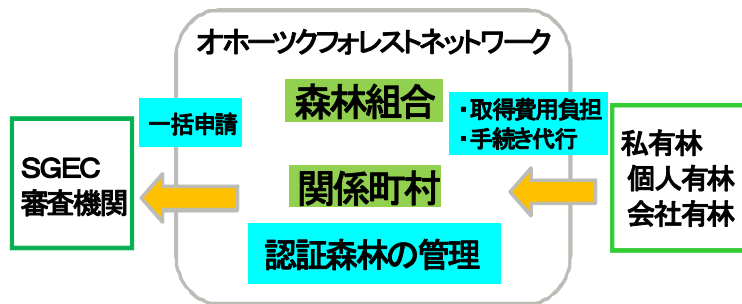 オホーツクフォレストネットワーク
一括申請
森林組合
・取得費用負担
・手続き代行
SGEC
審査機関
関係町村
私有林
個人有林
会社有林
認証森林の管理